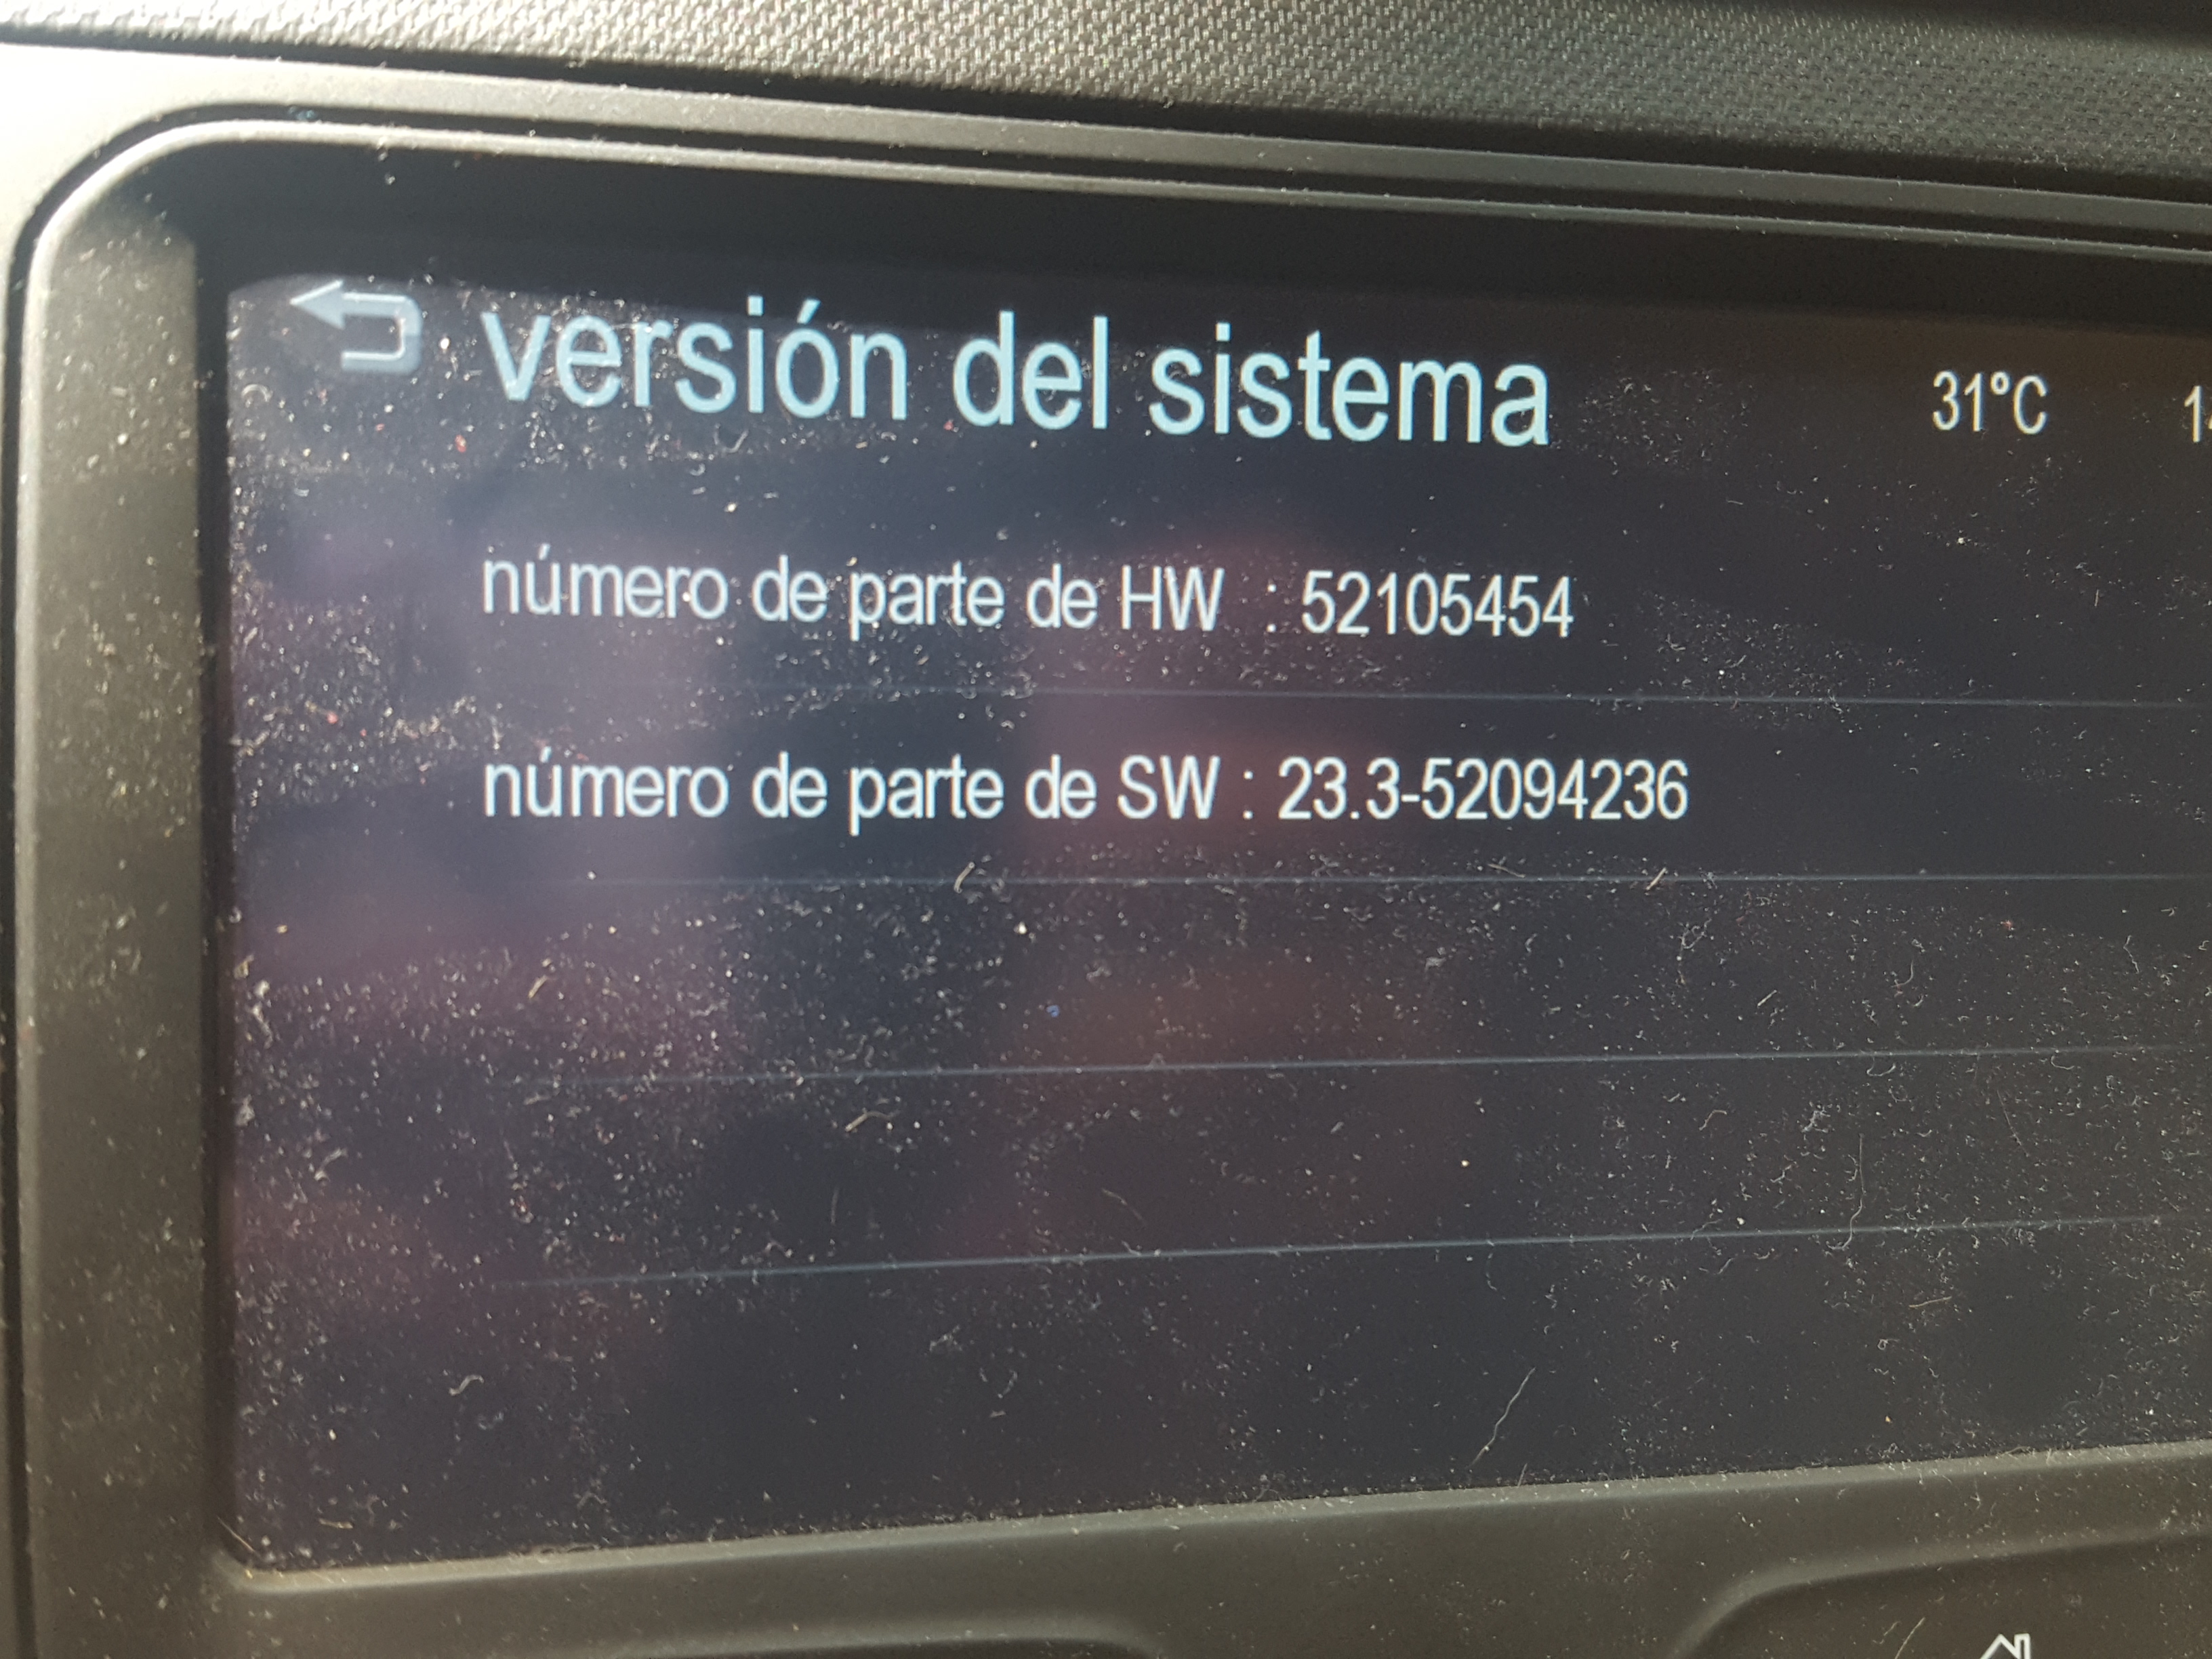 versión del sistema
31°C
número de parte de HW : 52105454
número de parte de SW : 23.3-52094236